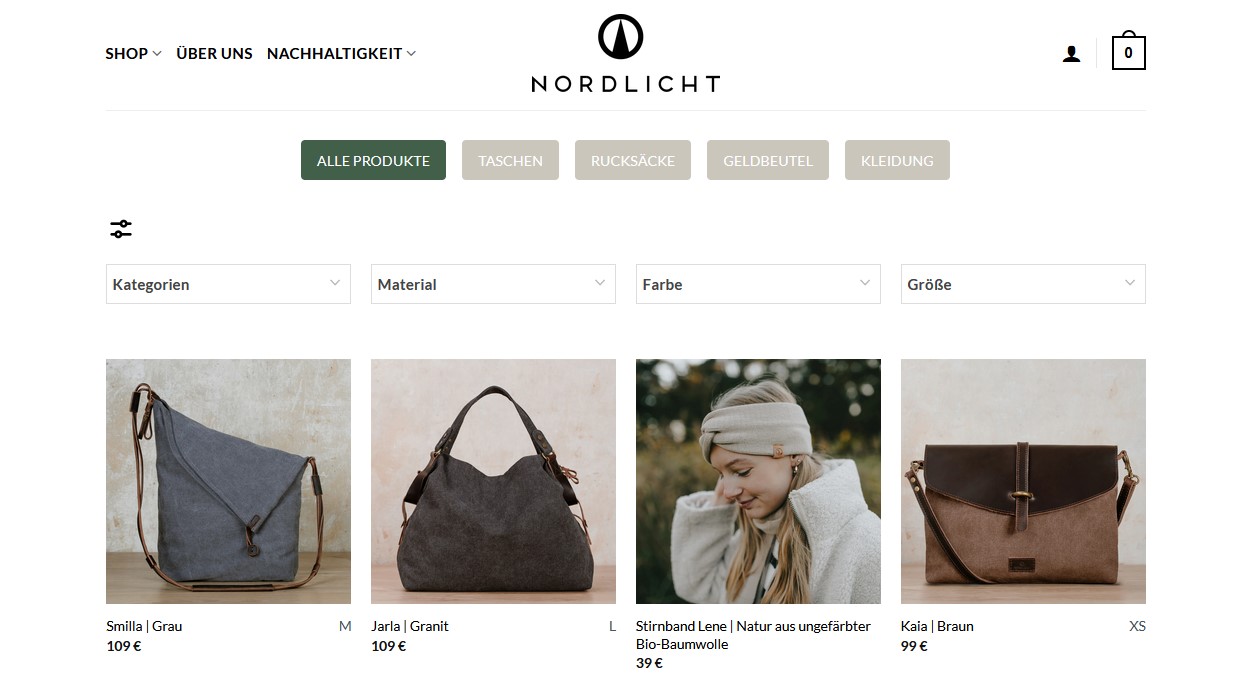 SHOP
ÜBER UNS
NACHHALTIGKEIT
NORDLICHT
0
ALLE PRODUKTE
TASCHEN
RUCKSÄCKE
GELDBEUTEL
KLEIDUNG
Kategorien
Material
Farbe
Größe
Smilla | Grau
M
109 €
Jarla | Granit
L
109 €
Stirnband Lene | Natur aus ungefärbter
Bio-Baumwolle
39 €
Kaia | Braun
XS
99 €